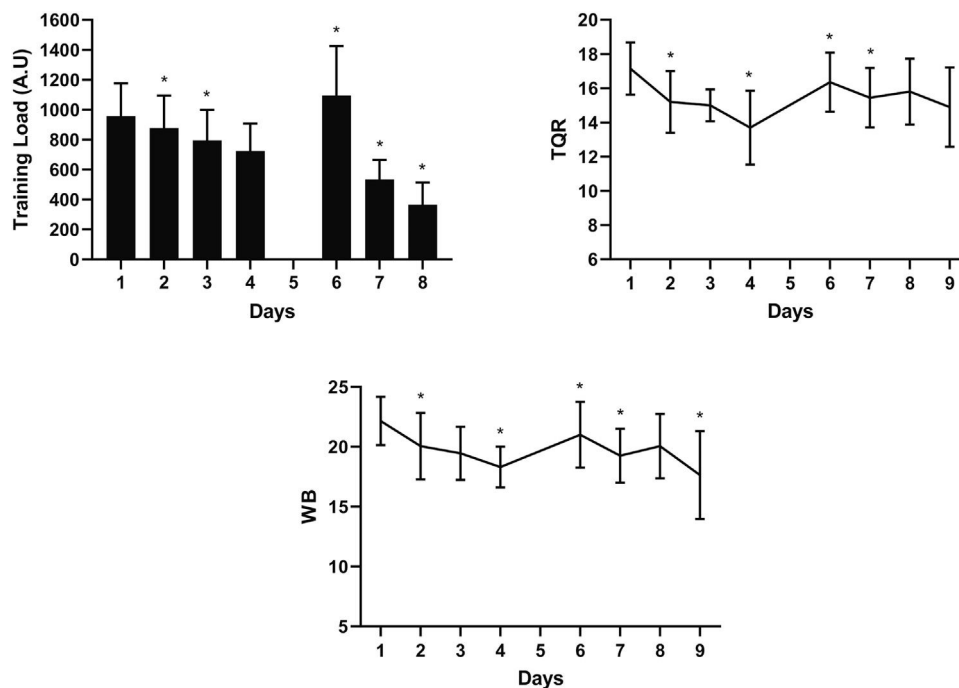 Training Load (A.U)
1600
1400
1200
1000
800
600
400
200
0
* * * * *
1 2 3 4 5 6 7 8
Days
TQR
20
18
16
14
12
10
8
6
* * * *
1 2 3 4 5 6 7 8 9
Days
WB
25
20
15
10
5
* * * * *
1 2 3 4 5 6 7 8 9
Days